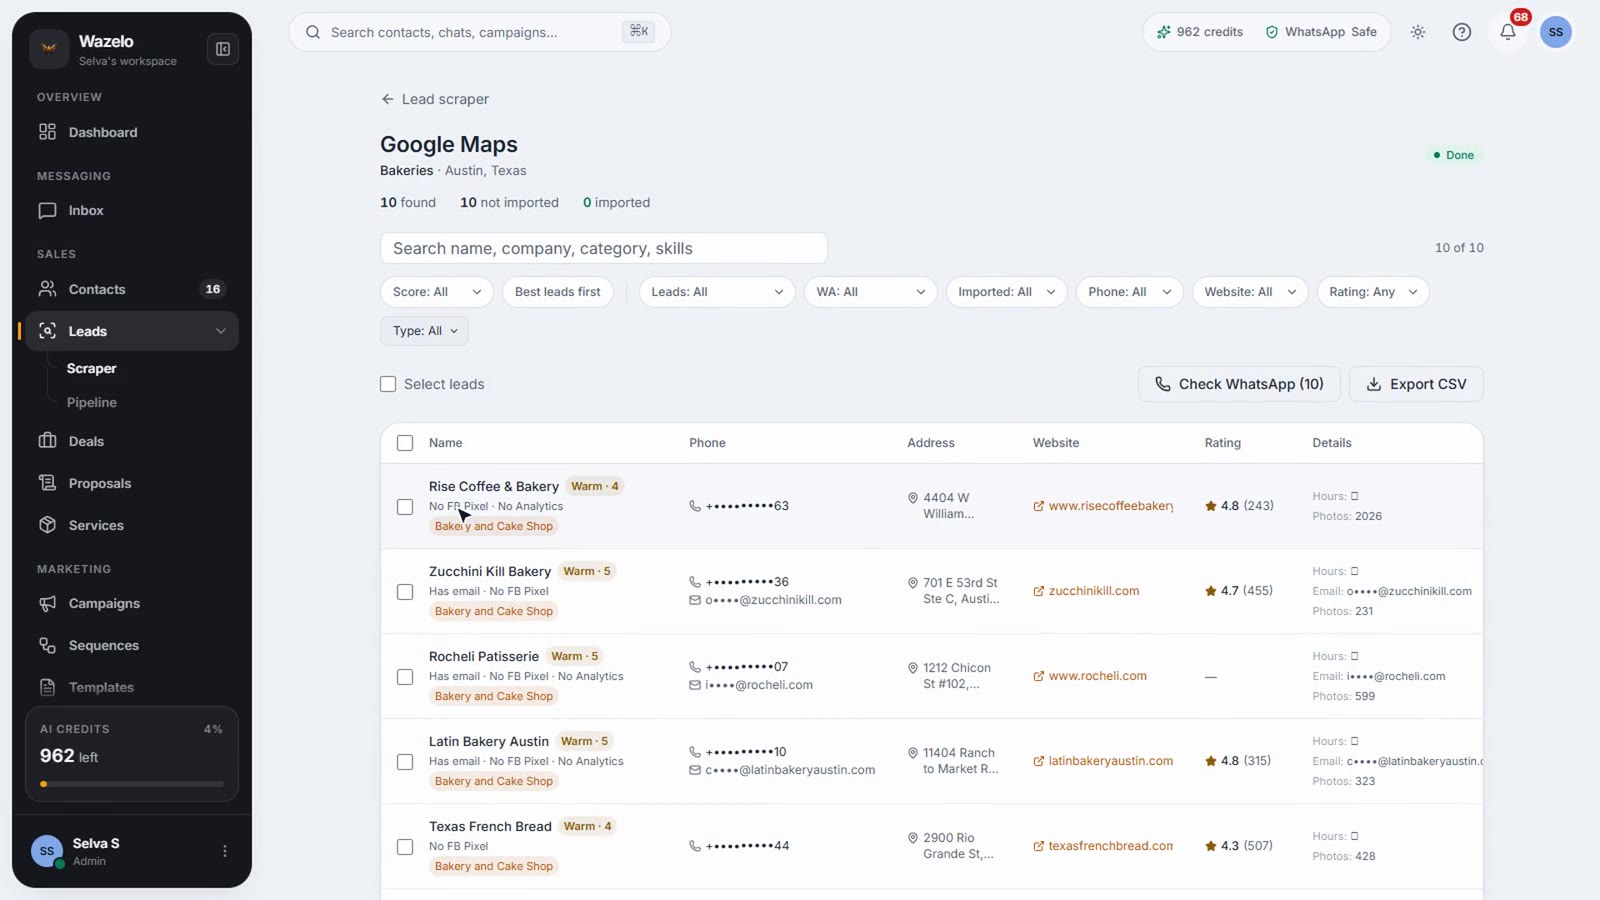 Wazelo
Selva's workspace
OVERVIEW
Dashboard
MESSAGING
Inbox
SALES
Contacts 16
Leads
Scraper
Pipeline
Deals
Proposals
Services
MARKETING
Campaigns
Sequences
Templates
AI CREDITS 4%
962 left
SS Selva S
Admin
Search contacts, chats, campaigns... ⌘K
962 credits WhatsApp Safe 68 SS
Lead scraper
Google Maps
Bakeries · Austin, Texas
Done
10 found 10 not imported 0 imported
Search name, company, category, skills
10 of 10
Score: All Best leads first Leads: All WA: All Imported: All Phone: All Website: All Rating: Any
Type: All
Select leads
Check WhatsApp (10) Export CSV
Name Phone Address Website Rating Details
Rise Coffee & Bakery Warm · 4
No FB Pixel · No Analytics
Bakery and Cake Shop
+•••••••••63
4404 W
William...
www.risecoffeebakery
4.8 (243)
Hours:
Photos: 2026
Zucchini Kill Bakery Warm · 5
Has email · No FB Pixel
Bakery and Cake Shop
+•••••••••36
o••••@zucchinikill.com
701 E 53rd St
Ste C, Austi...
zucchinikill.com
4.7 (455)
Hours:
Email: o••••@zucchinikill.com
Photos: 231
Rocheli Patisserie Warm · 5
Has email · No FB Pixel · No Analytics
Bakery and Cake Shop
+•••••••••07
i••••@rocheli.com
1212 Chicon
St #102,...
www.rocheli.com
—
Hours:
Email: i••••@rocheli.com
Photos: 599
Latin Bakery Austin Warm · 5
Has email · No FB Pixel · No Analytics
Bakery and Cake Shop
+•••••••••10
c••••@latinbakeryaustin.com
11404 Ranch
to Market R...
latinbakeryaustin.com
4.8 (315)
Hours:
Email: c••••@latinbakeryaustin.c
Photos: 323
Texas French Bread Warm · 4
No FB Pixel
Bakery and Cake Shop
+•••••••••44
2900 Rio
Grande St,...
texasfrenchbread.com
4.3 (507)
Hours:
Photos: 428